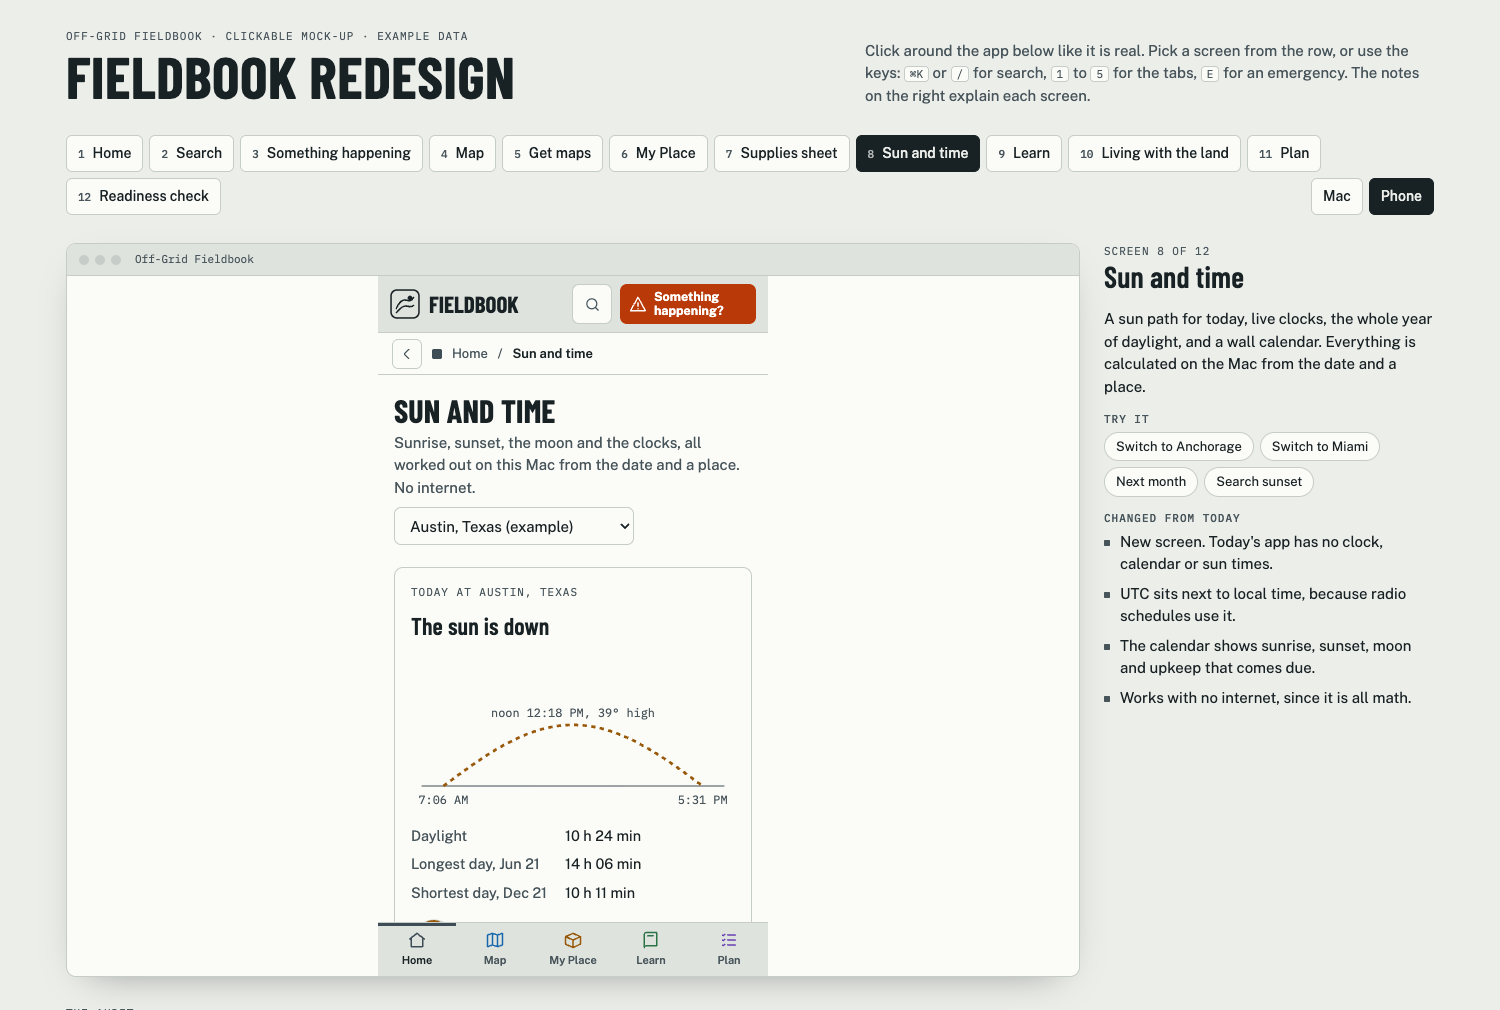 OFF-GRID FIELDBOOK · CLICKABLE MOCK-UP · EXAMPLE DATA
FIELDBOOK REDESIGN
Click around the app below like it is real. Pick a screen from the row, or use the
keys: ⌘K or / for search, 1 to 5 for the tabs, E for an emergency. The notes
on the right explain each screen.
1 Home
2 Search
3 Something happening
4 Map
5 Get maps
6 My Place
7 Supplies sheet
8 Sun and time
9 Learn
10 Living with the land
11 Plan
12 Readiness check
Mac
Phone
Off-Grid Fieldbook
FIELDBOOK
Something
happening?
Home / Sun and time
SUN AND TIME
Sunrise, sunset, the moon and the clocks, all
worked out on this Mac from the date and a place.
No internet.
Austin, Texas (example)
TODAY AT AUSTIN, TEXAS
The sun is down
noon 12:18 PM, 39° high
7:06 AM
5:31 PM
Daylight 10 h 24 min
Longest day, Jun 21 14 h 06 min
Shortest day, Dec 21 10 h 11 min
Home
Map
My Place
Learn
Plan
SCREEN 8 OF 12
Sun and time
A sun path for today, live clocks, the whole year
of daylight, and a wall calendar. Everything is
calculated on the Mac from the date and a
place.
TRY IT
Switch to Anchorage
Switch to Miami
Next month
Search sunset
CHANGED FROM TODAY
New screen. Today's app has no clock,
calendar or sun times.
UTC sits next to local time, because radio
schedules use it.
The calendar shows sunrise, sunset, moon
and upkeep that comes due.
Works with no internet, since it is all math.